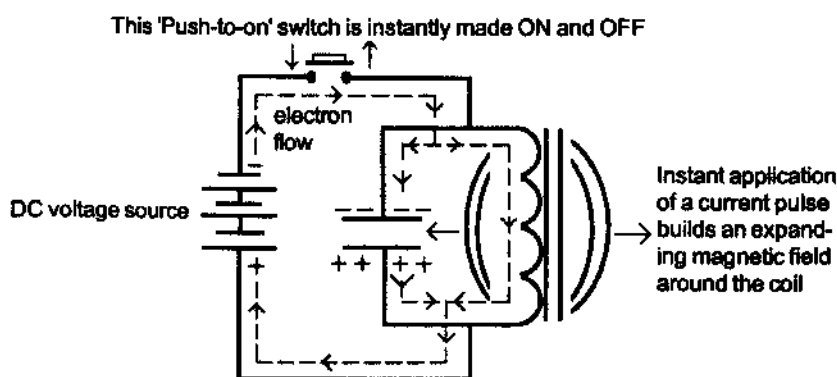 This 'Push-to-on' switch is instantly made ON and OFF
electron
flow
DC voltage source
Instant application
of a current pulse
builds an expand-
ing magnetic field
around the coil